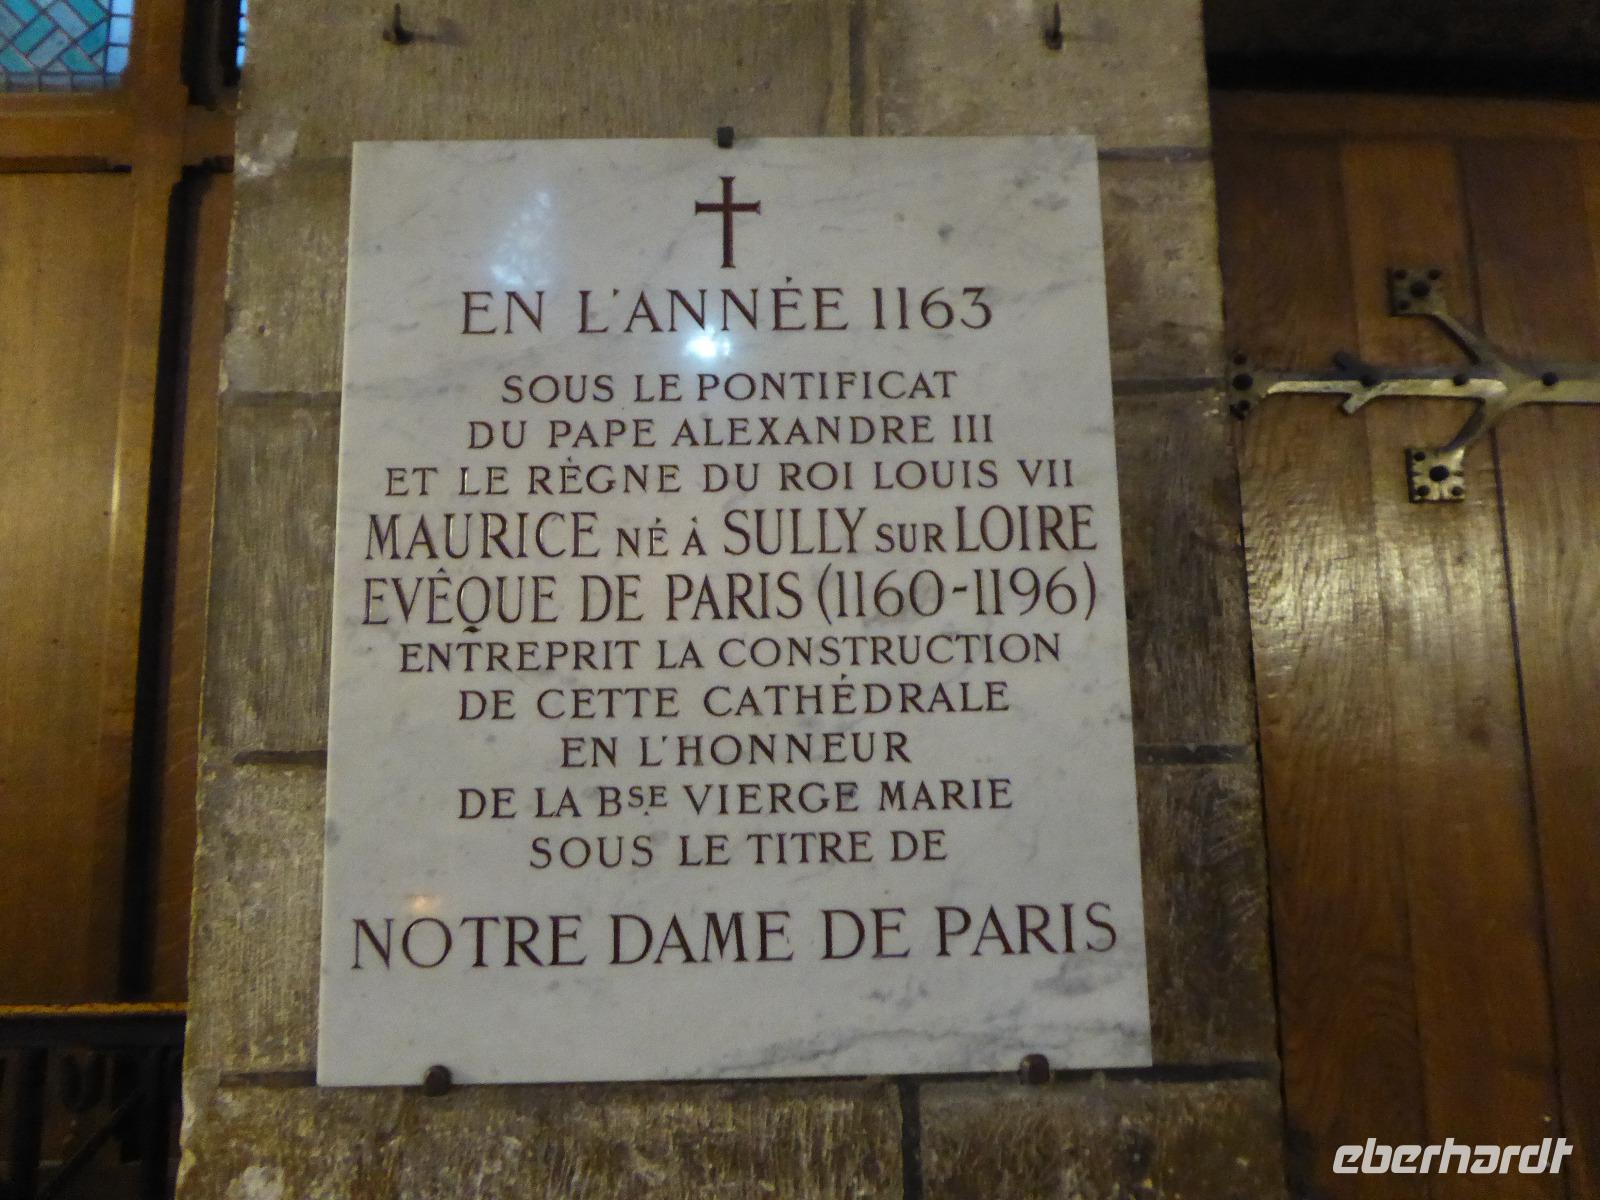 EN L'ANNÉE 1163
SOUS LE PONTIFICAT
DU PAPE ALEXANDRE III
ET LE RÈGNE DU ROI LOUIS VII
MAURICE NÉ À SULLY SUR LOIRE
EVÊQUE DE PARIS (1160-1196)
ENTREPRIT LA CONSTRUCTION
DE CETTE CATHÉDRALE
EN L'HONNEUR
DE LA BSE VIERGE MARIE
SOUS LE TITRE DE
NOTRE DAME DE PARIS
eberhardt